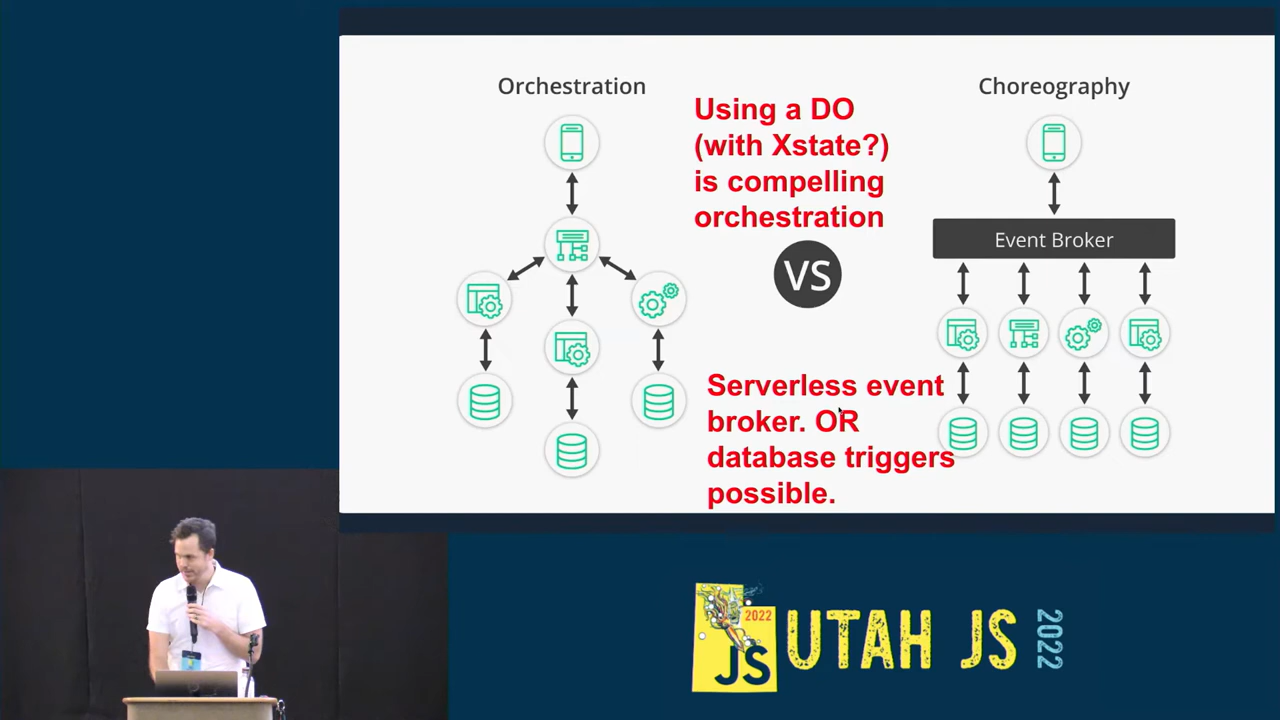 Orchestration
Using a DO
(with Xstate?)
is compelling
orchestration
VS
Serverless event
broker. OR
database triggers
possible.
Choreography
Event Broker
2022
JS
UTAH JS
2022